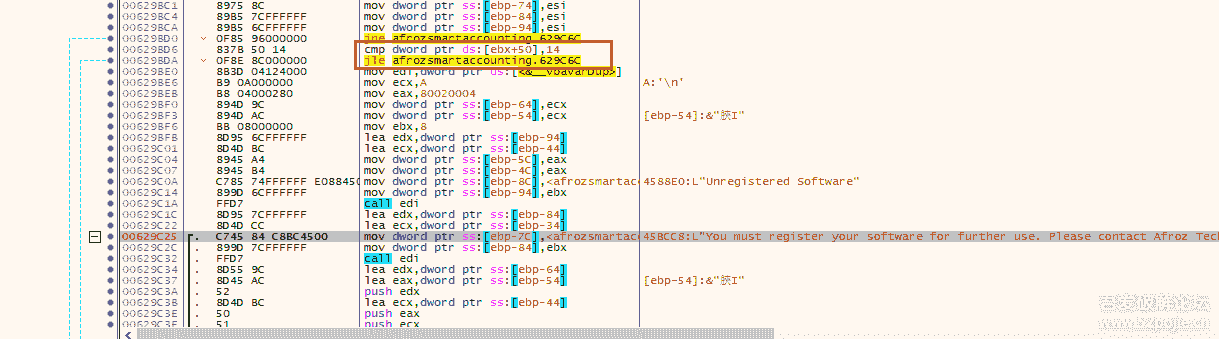 00629BC1 8975 8C mov dword ptr ss:[ebp-74],esi
00629BC4 89B5 7CFFFFFF mov dword ptr ss:[ebp-84],esi
00629BCA 89B5 6CFFFFFF mov dword ptr ss:[ebp-94],esi
00629BD0 0F85 96000000 jne afrozsmartaccounting.629C6C
00629BD6 837B 50 14 cmp dword ptr ds:[ebx+50],14
00629BDA 0F8E 8C000000 jle afrozsmartaccounting.629C6C
00629BE0 8B3D 04124000 mov edi,dword ptr ds:[<&__vbaVarDup>]
00629BE6 B9 0A000000 mov ecx,A A:'\n'
00629BEB B8 04000280 mov eax,80020004
00629BF0 894D 9C mov dword ptr ss:[ebp-64],ecx
00629BF3 894D AC mov dword ptr ss:[ebp-54],ecx [ebp-54]:&"
00629BF6 BB 08000000 mov ebx,8
00629BFB 8D95 6CFFFFFF lea edx,dword ptr ss:[ebp-94]
00629C01 8D4D BC lea ecx,dword ptr ss:[ebp-44]
00629C04 8945 A4 mov dword ptr ss:[ebp-5C],eax
00629C07 8945 B4 mov dword ptr ss:[ebp-4C],eax
00629C0A C785 74FFFFFF E08845 mov dword ptr ss:[ebp-8C],<afrozsmartac 4588E0:L"Unregistered Software"
00629C14 899D 6CFFFFFF mov dword ptr ss:[ebp-94],ebx
00629C1A FFD7 call edi
00629C1C 8D95 7CFFFFFF lea edx,dword ptr ss:[ebp-84]
00629C22 8D4D CC lea ecx,dword ptr ss:[ebp-34]
00629C25 C745 84 C8BC4500 mov dword ptr ss:[ebp-7C],<afrozsmartac 45BCC8:L"You must register your software for further use. Please contact Afroz Tech
00629C2C 899D 7CFFFFFF mov dword ptr ss:[ebp-84],ebx
00629C32 FFD7 call edi
00629C34 8D55 9C lea edx,dword ptr ss:[ebp-64]
00629C37 8D45 AC lea eax,dword ptr ss:[ebp-54] [ebp-54]:&"
00629C3A 52 push edx
00629C3B 8D4D BC lea ecx,dword ptr ss:[ebp-44]
00629C3E 50 push eax
00629C3F 51 push ecx